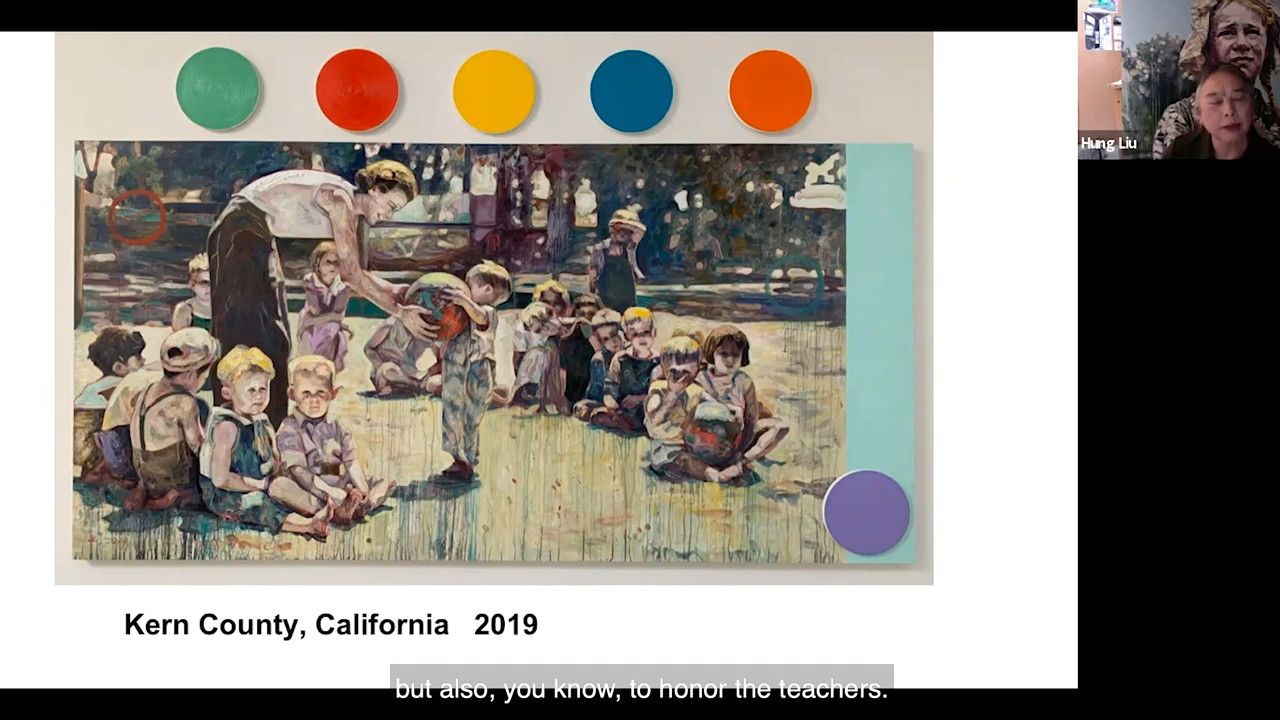 Hung Liu
Kern County, California 2019
but also, you know, to honor the teachers.